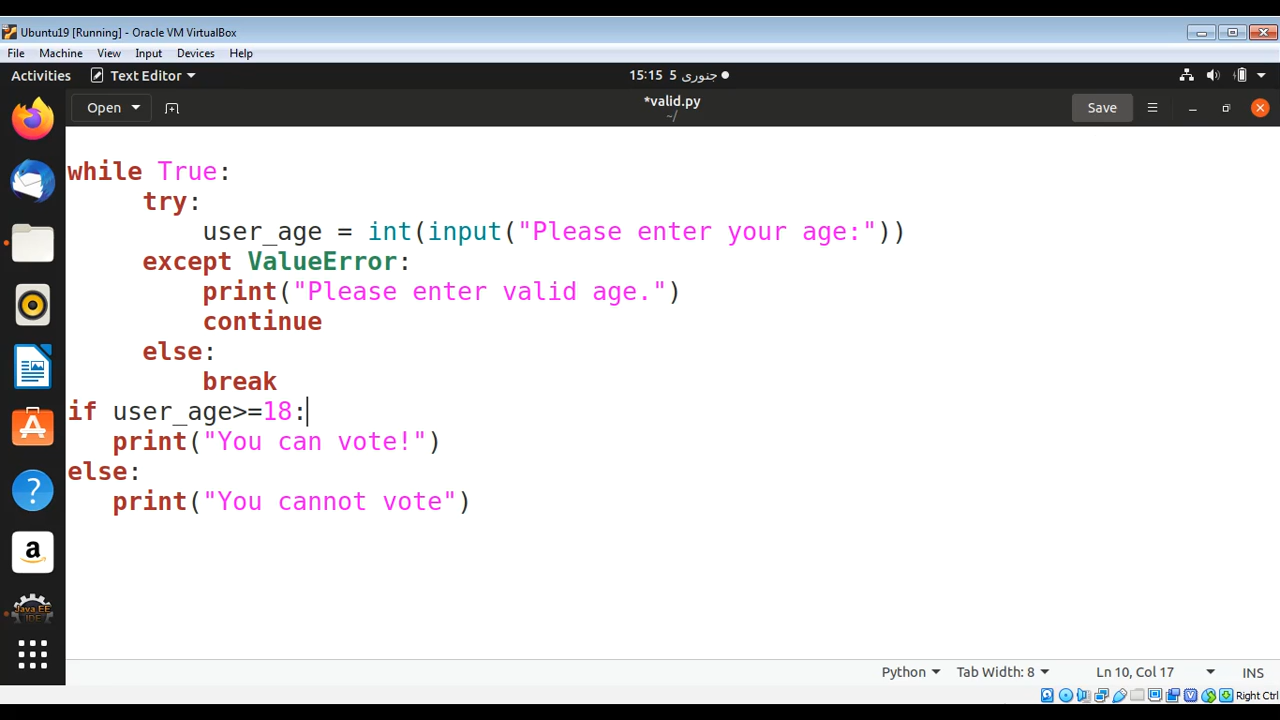 Ubuntu19 [Running] - Oracle VM VirtualBox
File Machine View Input Devices Help
Activities Text Editor 15:15 5 جنوری
Open *valid.py Save
~/
while True:
try:
user_age = int(input("Please enter your age:"))
except ValueError:
print("Please enter valid age.")
continue
else:
break
if user_age>=18:
print("You can vote!")
else:
print("You cannot vote")
Python Tab Width: 8 Ln 10, Col 17 INS
Right Ctrl
Java EE
IDE